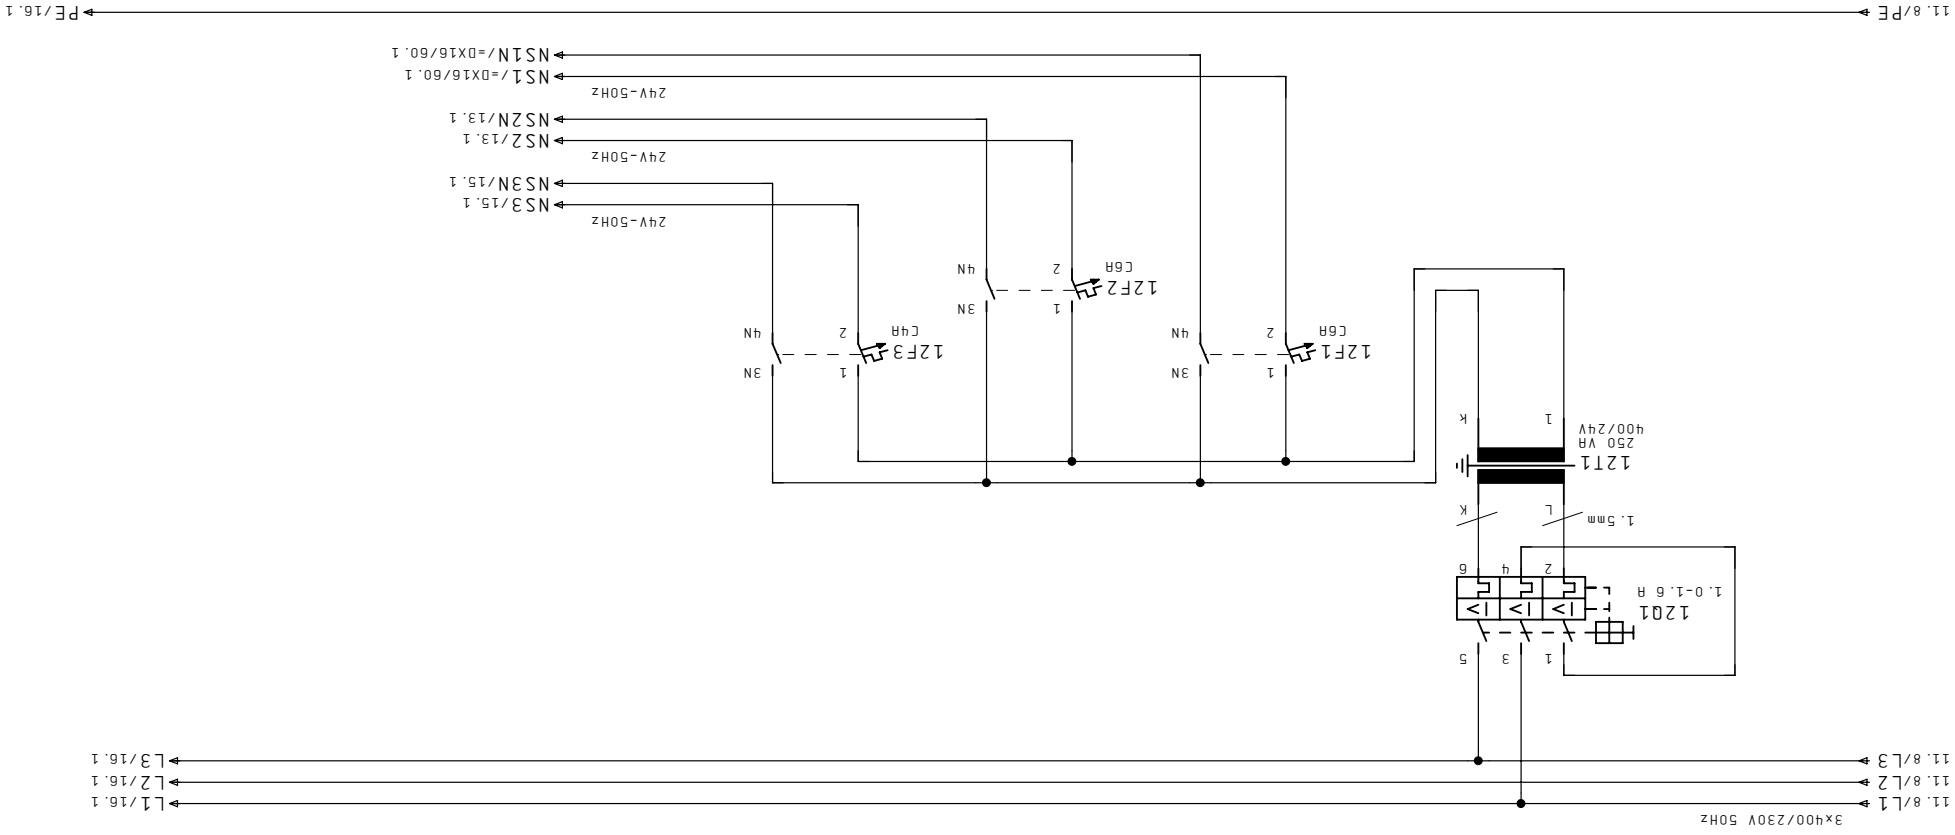 3x400/230V 50Hz
11.8/L1 L1/16.1
11.8/L2 L2/16.1
11.8/L3 L3/16.1
1 3 5
12Q1
1.0-1.6 A
I> I> I>
2 4 6
1.5mm
L K
12T1
250 VA
400/24V
l k
1 3N
12F1
C6A
2 4N
1 3N
12F2
C6A
2 4N
1 3N
12F3
C4A
2 4N
24V-50Hz
NS3/15.1
NS3N/15.1
24V-50Hz
NS2/13.1
NS2N/13.1
24V-50Hz
NS1/=DX16/60.1
NS1N/=DX16/60.1
11.8/PE PE/16.1